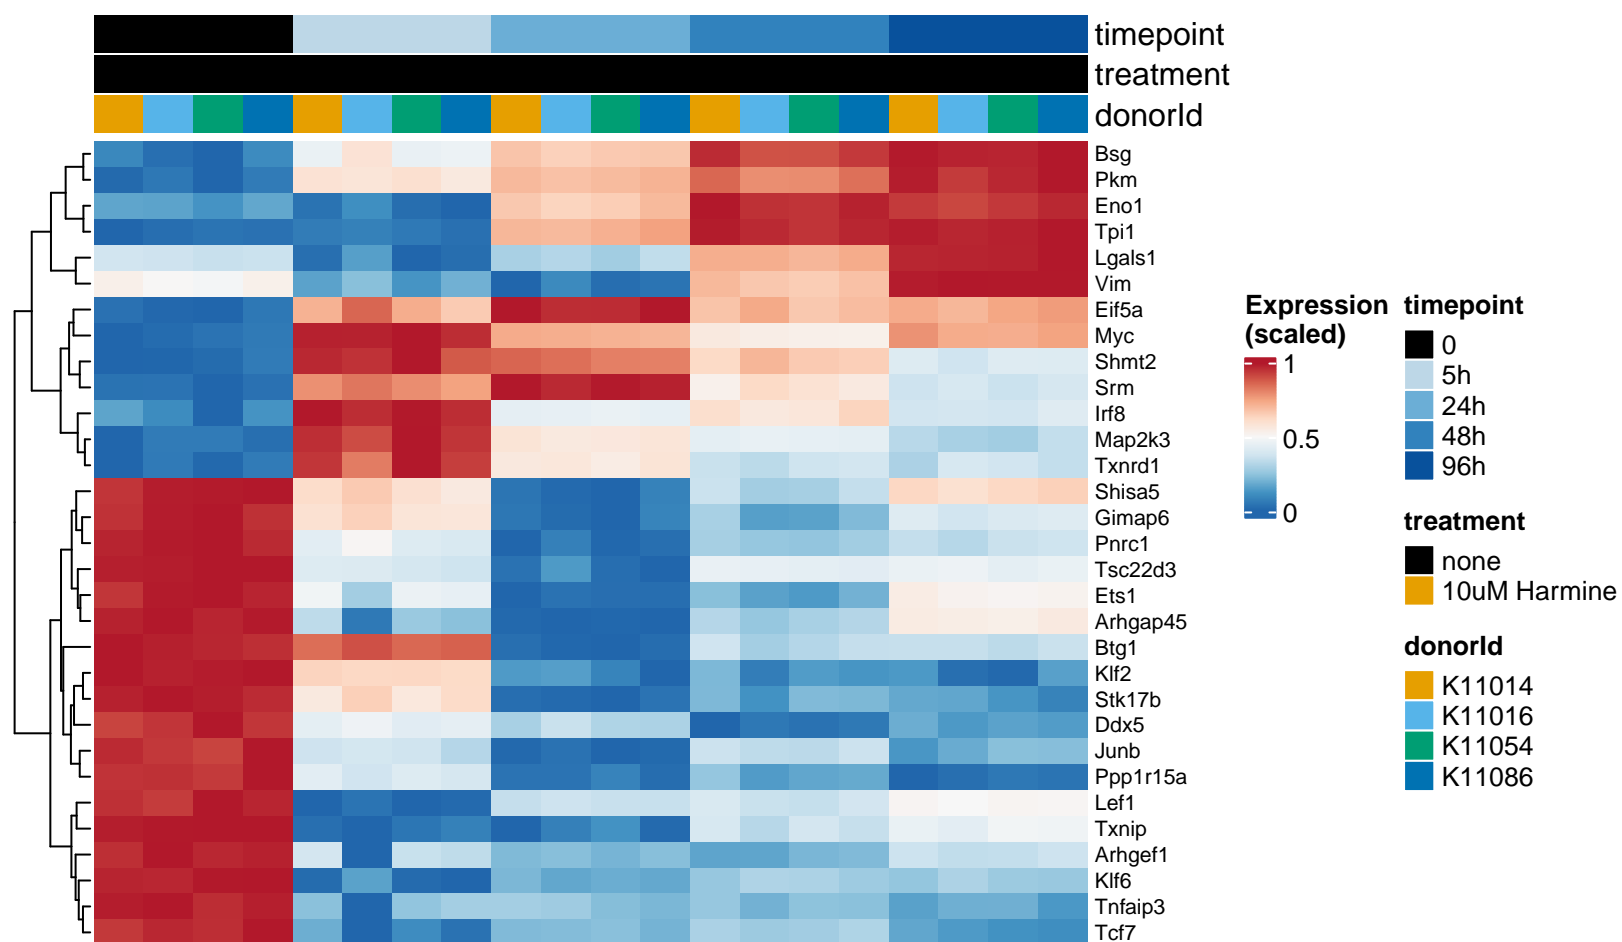 timepoint
treatment
donorId
Bsg
Pkm
Eno1
Tpi1
Lgals1
Vim
Eif5a
Myc
Shmt2
Srm
Irf8
Map2k3
Txnrd1
Shisa5
Gimap6
Pnrc1
Tsc22d3
Ets1
Arhgap45
Btg1
Klf2
Stk17b
Ddx5
Junb
Ppp1r15a
Lef1
Txnip
Arhgef1
Klf6
Tnfaip3
Tcf7
Expression
(scaled)
1
0.5
0
timepoint
0
5h
24h
48h
96h
treatment
none
10uM Harmine
donorId
K11014
K11016
K11054
K11086